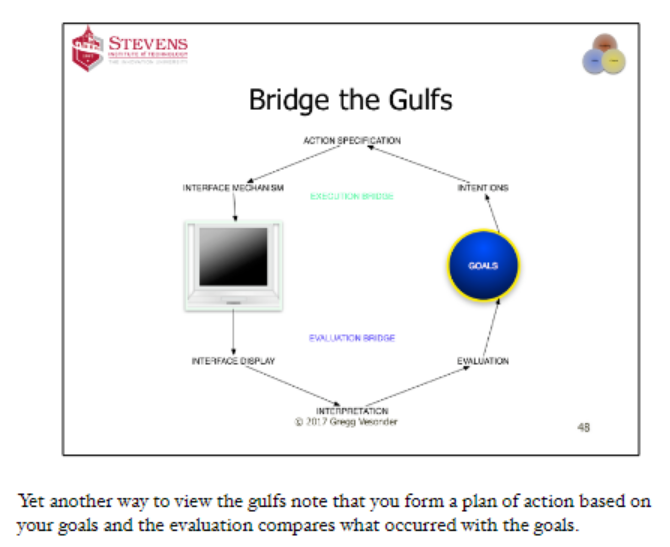 STEVENS
INSTITUTE of TECHNOLOGY
THE INNOVATION UNIVERSITY
Bridge the Gulfs
ACTION SPECIFICATION
INTERFACE MECHANISM
INTENTIONS
EXECUTION BRIDGE
GOALS
EVALUATION BRIDGE
INTERFACE DISPLAY
EVALUATION
INTERPRETATION
© 2017 Gregg Vesonder
48
Yet another way to view the gulfs note that you form a plan of action based on
your goals and the evaluation compares what occurred with the goals.